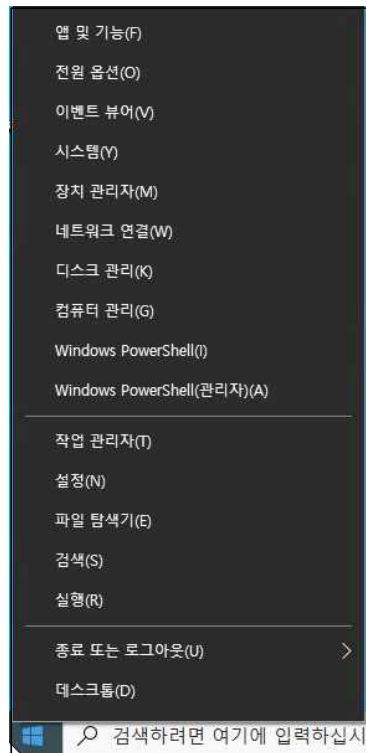 앱 및 기능(F)
전원 옵션(O)
이벤트 뷰어(V)
시스템(Y)
장치 관리자(M)
네트워크 연결(W)
디스크 관리(K)
컴퓨터 관리(G)
Windows PowerShell(I)
Windows PowerShell(관리자)(A)
작업 관리자(T)
설정(N)
파일 탐색기(E)
검색(S)
실행(R)
종료 또는 로그아웃(U)
데스크톱(D)
검색하려면 여기에 입력하십시